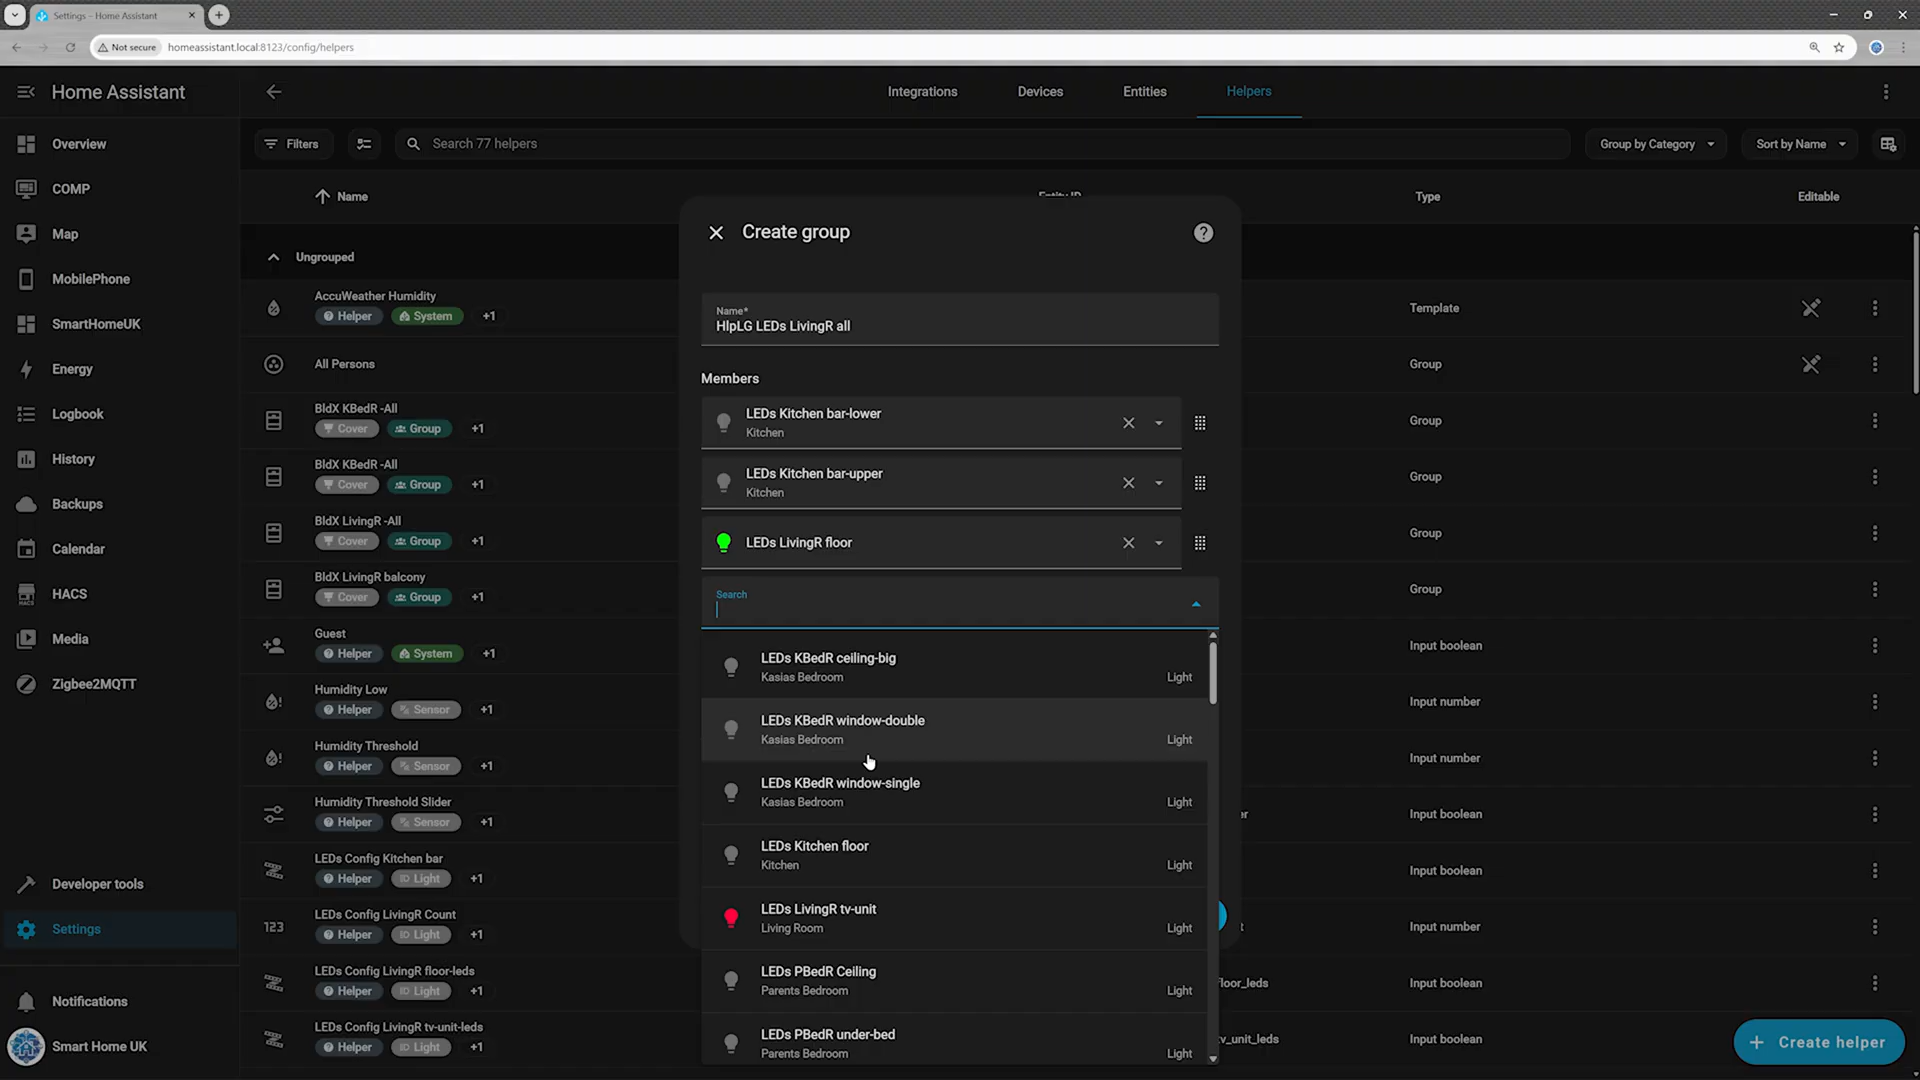 Settings – Home Assistant
Not secure
homeassistant.local:8123/config/helpers
Home Assistant
Integrations
Devices
Entities
Helpers
Overview
COMP
Map
MobilePhone
SmartHomeUK
Energy
Logbook
History
Backups
Calendar
HACS
Media
Zigbee2MQTT
Developer tools
Settings
Notifications
Smart Home UK
Filters
Search 77 helpers
Group by Category
Sort by Name
Name
Type
Editable
Ungrouped
AccuWeather Humidity
Helper System +1
Template
All Persons
Group
BldX KBedR -All
Cover Group +1
Group
BldX KBedR -All
Cover Group +1
Group
BldX LivingR -All
Cover Group +1
Group
BldX LivingR balcony
Cover Group +1
Group
Guest
Helper System +1
Input boolean
Humidity Low
Helper Sensor +1
Input number
Humidity Threshold
Helper Sensor +1
Input number
Humidity Threshold Slider
Helper Sensor +1
er
Input boolean
LEDs Config Kitchen bar
Helper Light +1
Input boolean
123
LEDs Config LivingR Count
Helper Light +1
t
Input number
LEDs Config LivingR floor-leds
Helper Light +1
floor_leds
Input boolean
LEDs Config LivingR tv-unit-leds
Helper Light +1
tv_unit_leds
Input boolean
Create group
Name*
HlpLG LEDs LivingR all
Members
LEDs Kitchen bar-lower
Kitchen
LEDs Kitchen bar-upper
Kitchen
LEDs LivingR floor
Search
LEDs KBedR ceiling-big
Kasias Bedroom
Light
LEDs KBedR window-double
Kasias Bedroom
Light
LEDs KBedR window-single
Kasias Bedroom
Light
LEDs Kitchen floor
Kitchen
Light
LEDs LivingR tv-unit
Living Room
Light
LEDs PBedR Ceiling
Parents Bedroom
Light
LEDs PBedR under-bed
Parents Bedroom
Light
Create helper